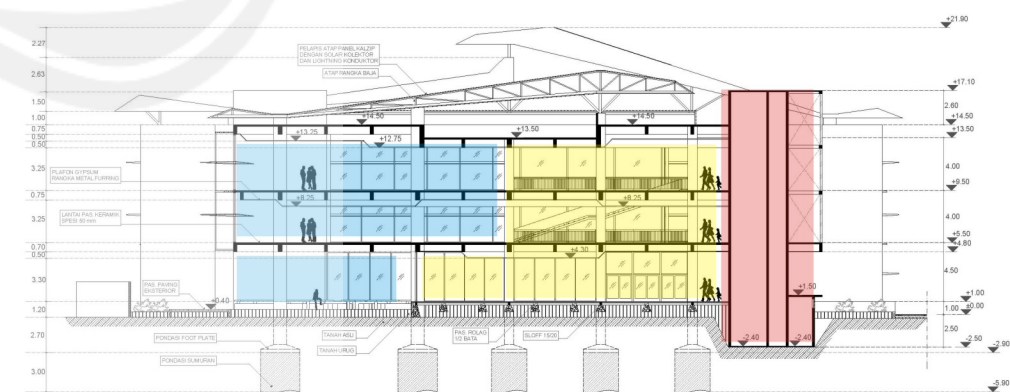 +21.90
2.27
PELAPIS ATAP PANEL KALZIP
DENGAN SOLAR KOLEKTOR
DAN LIGHTNING KONDUKTOR
2.63
ATAP RANGKA BAJA
+17.10
1.50
2.60
1.00
+14.50
+14.50
+14.50
0.75
+13.25
+13.50
+13.50
0.50
+12.75
0.50
3.25
4.00
PLAFON GYPSUM
RANGKA METAL FURRING
+9.50
0.75
+8.25
+8.25
LANTAI PAS. KERAMIK
SPESI .80 mm
3.25
4.00
+5.50
0.70
+4.80
0.50
+4.30
3.30
4.50
PAS. PAVING
EKSTERIOR
+1.50
+1.00
+0.40
1.20
1.00
±0.00
2.70
TANAH ASLI
PAS. ROLAG
1/2 BATA
SLOFF 15/20
2.50
PONDASI FOOT PLATE
-2.40
-2.40
-2.50
TANAH URUG
-2.90
PONDASI SUMURAN
3.00
-5.90